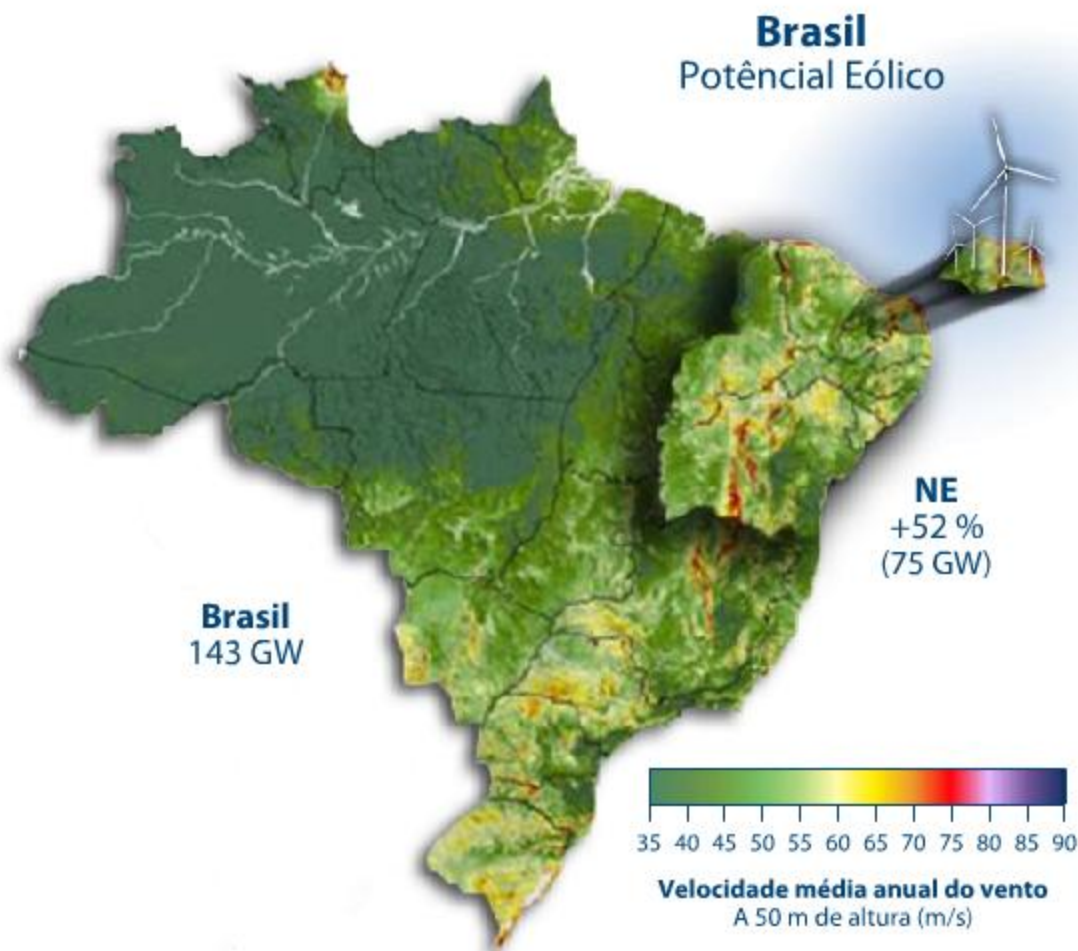 Brasil
Potêncial Eólico
NE
+52 %
(75 GW)
Brasil
143 GW
35 40 45 50 55 60 65 70 75 80 85 90
Velocidade média anual do vento
A 50 m de altura (m/s)